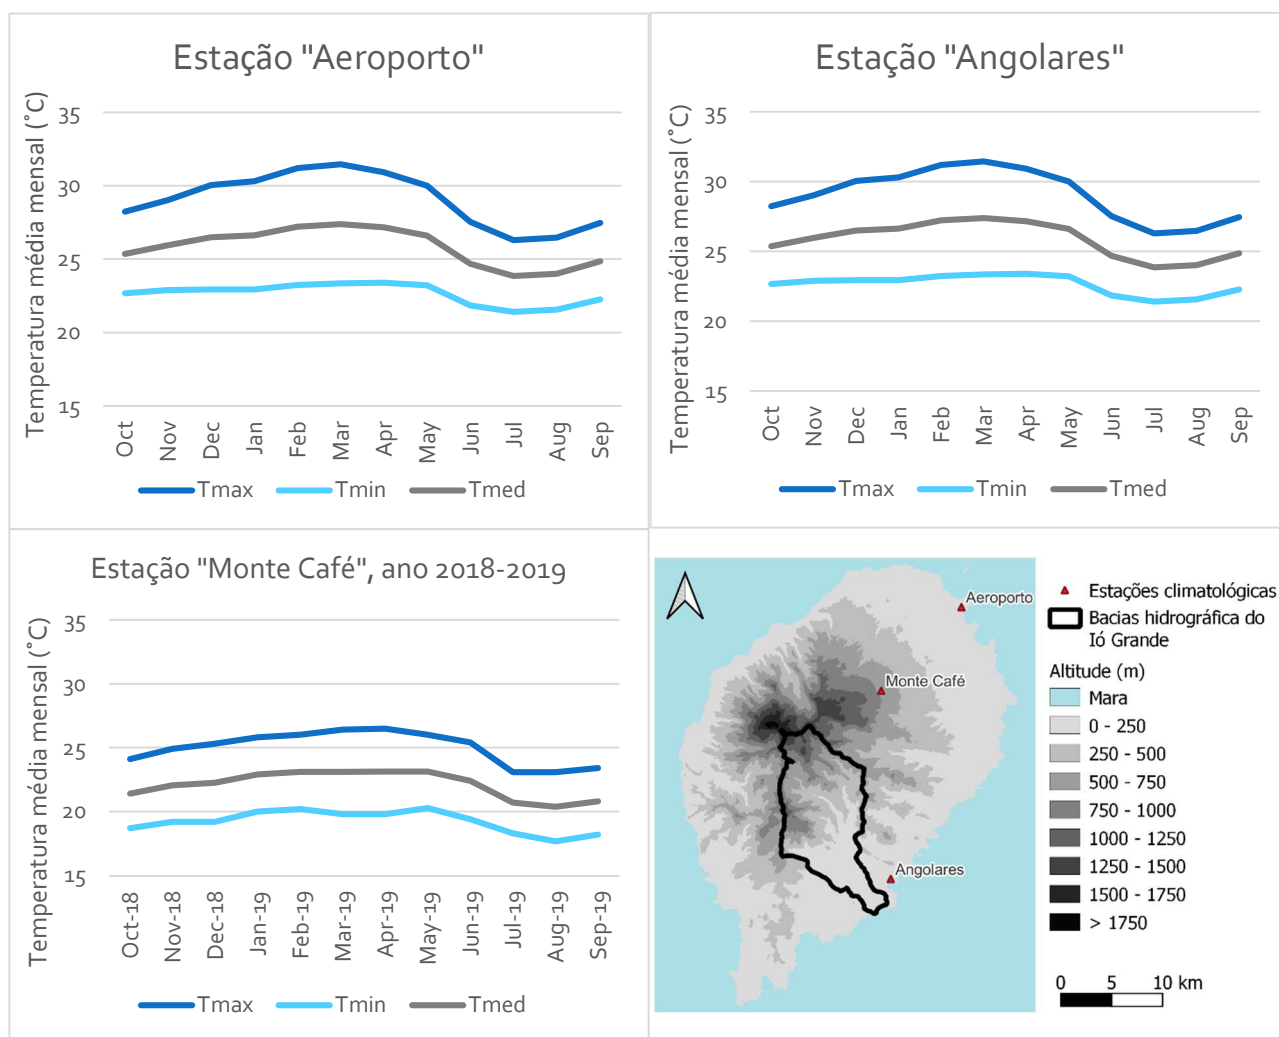 Estação "Aeroporto"
Temperatura média mensal (˚C)
35
30
25
20
15
Oct
Nov
Dec
Jan
Feb
Mar
Apr
May
Jun
Jul
Aug
Sep
Tmax
Tmin
Tmed
Estação "Angolares"
Temperatura média mensal (˚C)
35
30
25
20
15
Oct
Nov
Dec
Jan
Feb
Mar
Apr
May
Jun
Jul
Aug
Sep
Tmax
Tmin
Tmed
Estação "Monte Café", ano 2018-2019
Temperatura média mensal (˚C)
35
30
25
20
15
Oct-18
Nov-18
Dec-18
Jan-19
Feb-19
Mar-19
Apr-19
May-19
Jun-19
Jul-19
Aug-19
Sep-19
Tmax
Tmin
Tmed
Aeroporto
Monte Café
Angolares
Estações climatológicas
Bacias hidrográfica do
Ió Grande
Altitude (m)
Mara
0 - 250
250 - 500
500 - 750
750 - 1000
1000 - 1250
1250 - 1500
1500 - 1750
> 1750
0 5 10 km